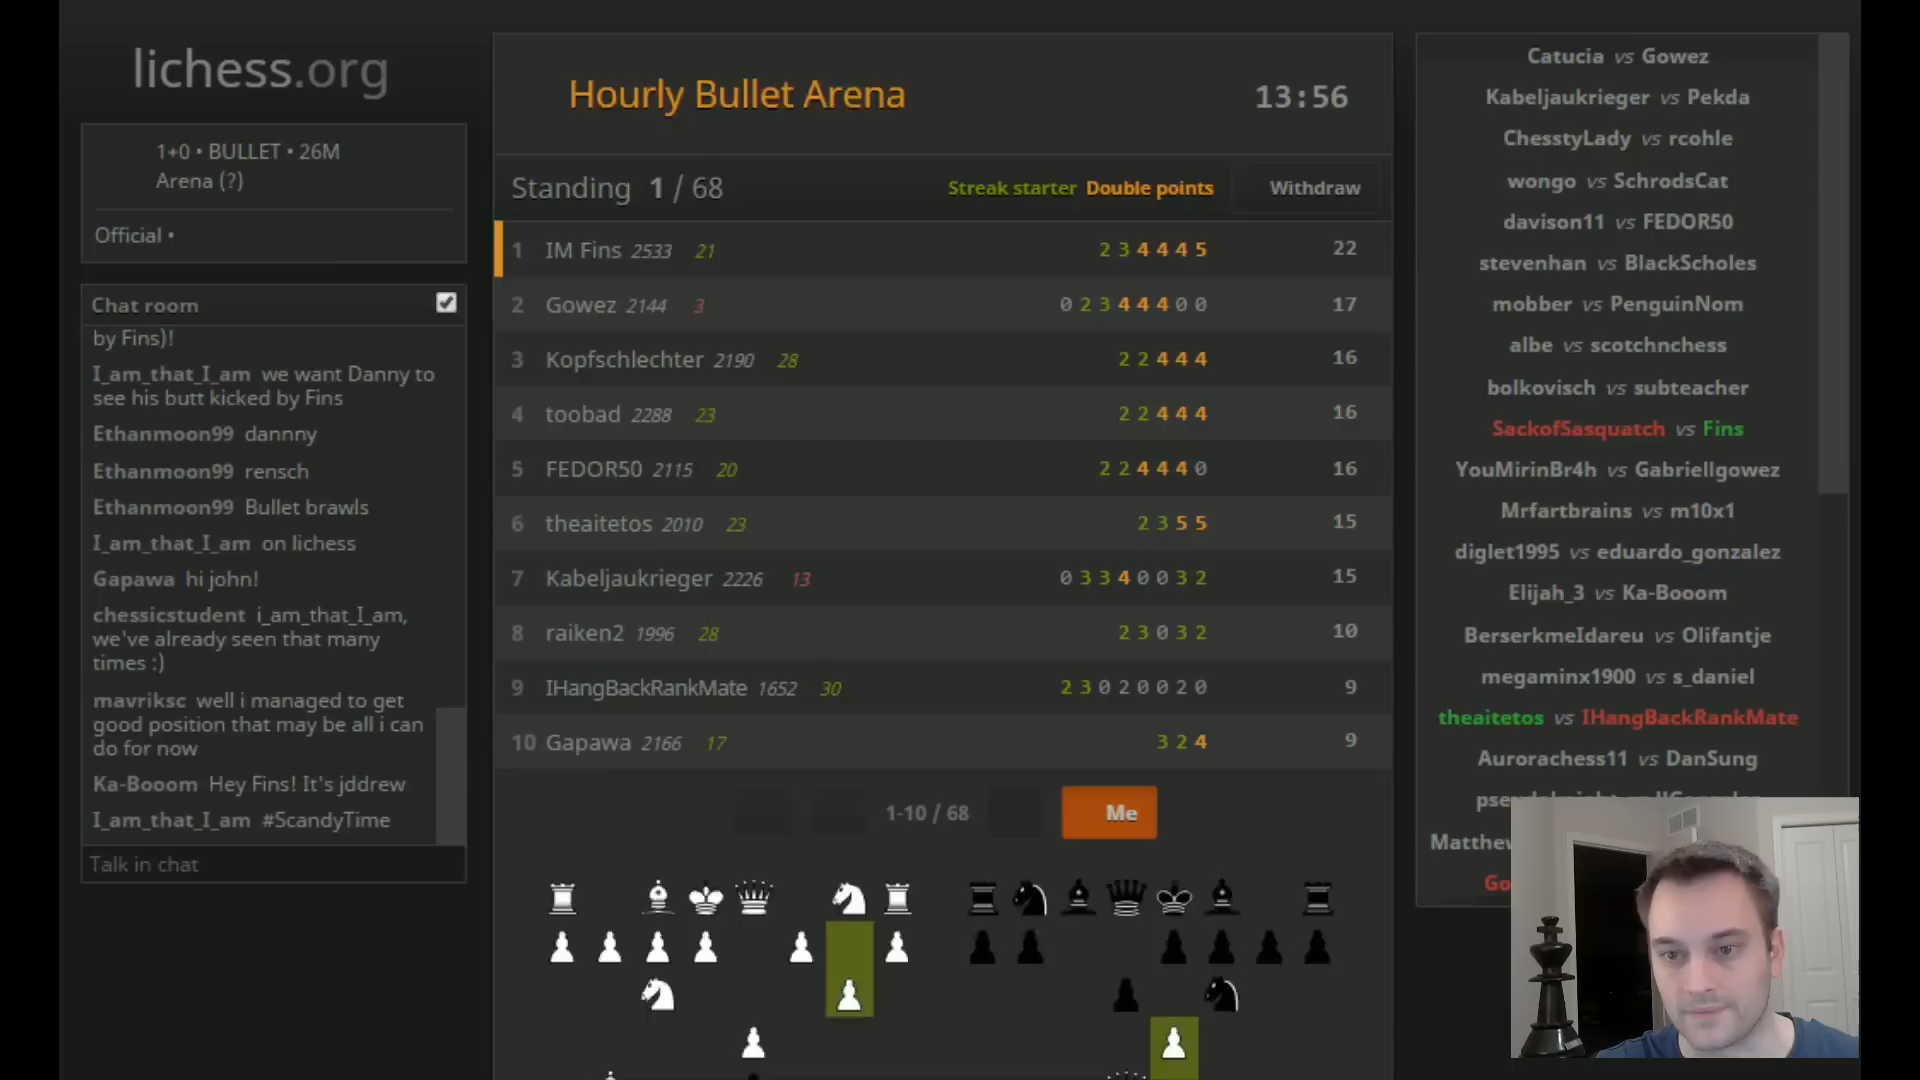 lichess.org
1+0 • BULLET • 26M
Arena (?)
Official •
Chat room
by Fins)!
I_am_that_I_am we want Danny to
see his butt kicked by Fins
Ethanmoon99 dannny
Ethanmoon99 rensch
Ethanmoon99 Bullet brawls
I_am_that_I_am on lichess
Gapawa hi john!
chessicstudent i_am_that_I_am,
we've already seen that many
times :)
mavriksc well i managed to get
good position that may be all i can
do for now
Ka-Booom Hey Fins! It's jddrew
I_am_that_I_am #ScandyTime
Talk in chat
Hourly Bullet Arena 13:56
Standing 1 / 68 Streak starter Double points Withdraw
1 IM Fins 2533 21 2 3 4 4 4 5 22
2 Gowez 2144 3 0 2 3 4 4 4 0 0 17
3 Kopfschlechter 2190 28 2 2 4 4 4 16
4 toobad 2288 23 2 2 4 4 4 16
5 FEDOR50 2115 20 2 2 4 4 4 0 16
6 theaitetos 2010 23 2 3 5 5 15
7 Kabeljaukrieger 2226 13 0 3 3 4 0 0 3 2 15
8 raiken2 1996 28 2 3 0 3 2 10
9 IHangBackRankMate 1652 30 2 3 0 2 0 0 2 0 9
10 Gapawa 2166 17 3 2 4 9
1-10 / 68 Me
Catucia vs Gowez
Kabeljaukrieger vs Pekda
ChesstyLady vs rcohle
wongo vs SchrodsCat
davison11 vs FEDOR50
stevenhan vs BlackScholes
mobber vs PenguinNom
albe vs scotchnchess
bolkovisch vs subteacher
SackofSasquatch vs Fins
YouMirinBr4h vs Gabriellgowez
Mrfartbrains vs m10x1
diglet1995 vs eduardo_gonzalez
Elijah_3 vs Ka-Booom
BerserkmeIdareu vs Olifantje
megaminx1900 vs s_daniel
theaitetos vs IHangBackRankMate
Aurorachess11 vs DanSung
Matthew
Go